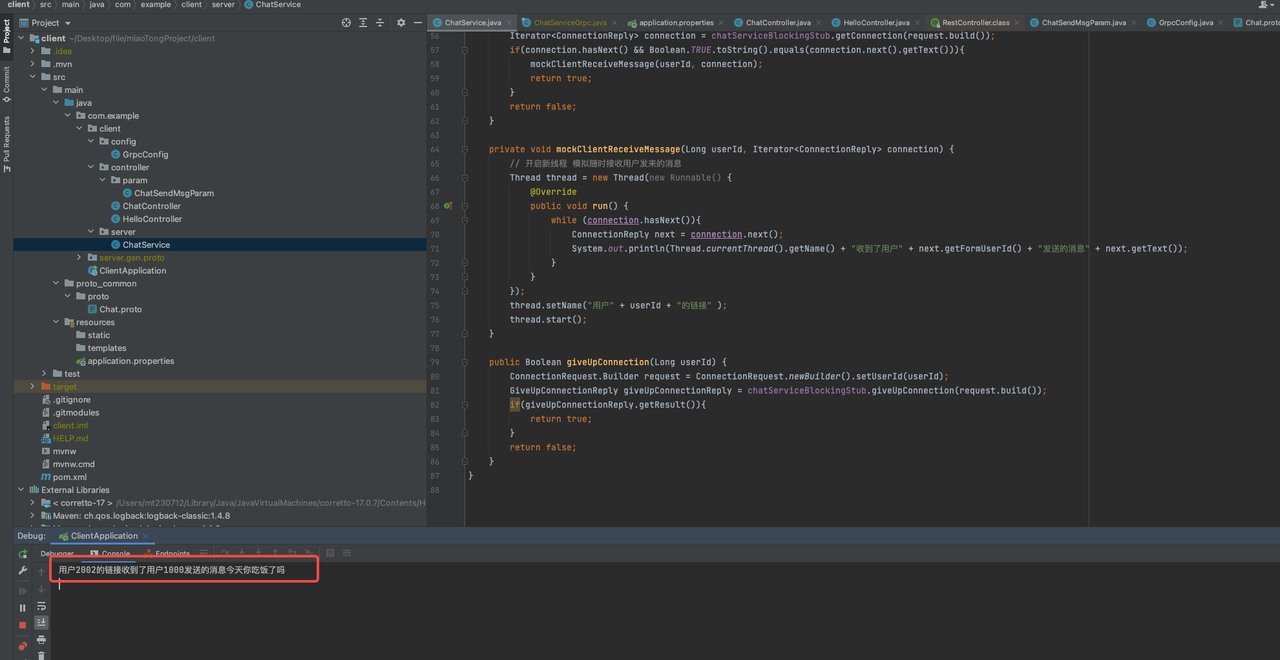 client
src
main
java
com
example
client
server
ChatService
Project
ChatService.java
ChatServiceGrpc.java
application.properties
ChatController.java
HelloController.java
RestController.class
ChatSendMsgParam.java
GrpcConfig.java
Project
Commit
Pull Requests
client ~/Desktop/file/miaoTongProject/client
.idea
.mvn
src
main
java
com.example
client
config
GrpcConfig
controller
param
ChatSendMsgParam
ChatController
HelloController
server
ChatService
server.gen.proto
ClientApplication
proto_common
proto
Chat.proto
resources
static
templates
application.properties
test
target
.gitignore
.gitmodules
client.iml
HELP.md
mvnw
mvnw.cmd
pom.xml
External Libraries
< corretto-17 > /Users/mt230712/Library/Java/JavaVirtualMachines/corretto-17.0.7/Contents/H
Maven: ch.qos.logback:logback-classic:1.4.8
56 Iterator<ConnectionReply> connection = chatServiceBlockingStub.getConnection(request.build());
57 if(connection.hasNext() && Boolean.TRUE.toString().equals(connection.next().getText())){
58 mockClientReceiveMessage(userId, connection);
59 return true;
60 }
61 return false;
62 }
63
64 private void mockClientReceiveMessage(Long userId, Iterator<ConnectionReply> connection) {
65 // 开启新线程 模拟随时接收用户发来的消息
66 Thread thread = new Thread(new Runnable() {
67 @Override
68 public void run() {
69 while (connection.hasNext()){
70 ConnectionReply next = connection.next();
71 System.out.println(Thread.currentThread().getName() + "收到了用户" + next.getFormUserId() + "发送的消息" + next.getText());
72 }
73 }
74 });
75 thread.setName("用户" + userId + "的链接" );
76 thread.start();
77 }
78
79 public Boolean giveUpConnection(Long userId) {
80 ConnectionRequest.Builder request = ConnectionRequest.newBuilder().setUserId(userId);
81 GiveUpConnectionReply giveUpConnectionReply = chatServiceBlockingStub.giveUpConnection(request.build());
82 if(giveUpConnectionReply.getResult()){
83 return true;
84 }
85 return false;
86 }
87 }
88
Debug: ClientApplication
Debugger Console Endpoints
用户2002的链接收到了用户1000发送的消息今天你吃饭了吗